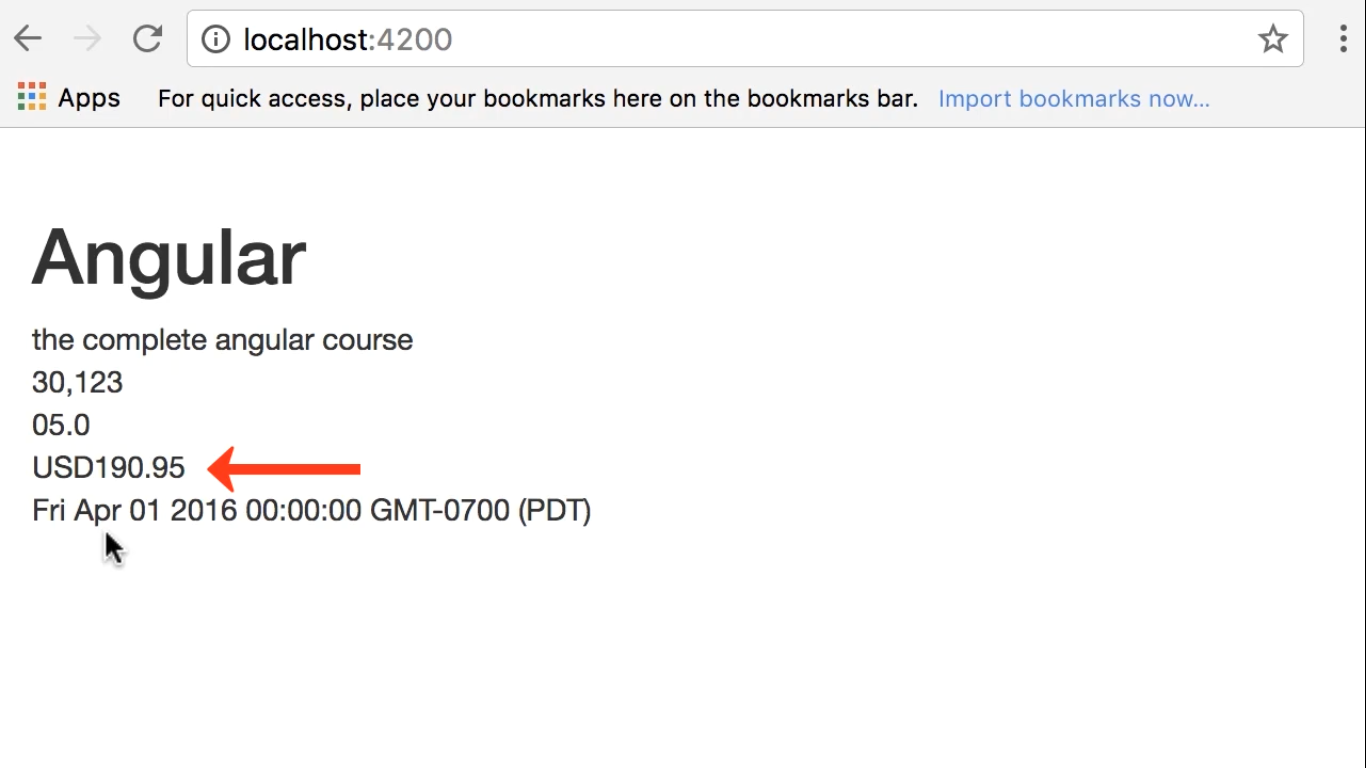 localhost:4200
Apps For quick access, place your bookmarks here on the bookmarks bar. Import bookmarks now...
Angular
the complete angular course
30,123
05.0
USD190.95
Fri Apr 01 2016 00:00:00 GMT-0700 (PDT)